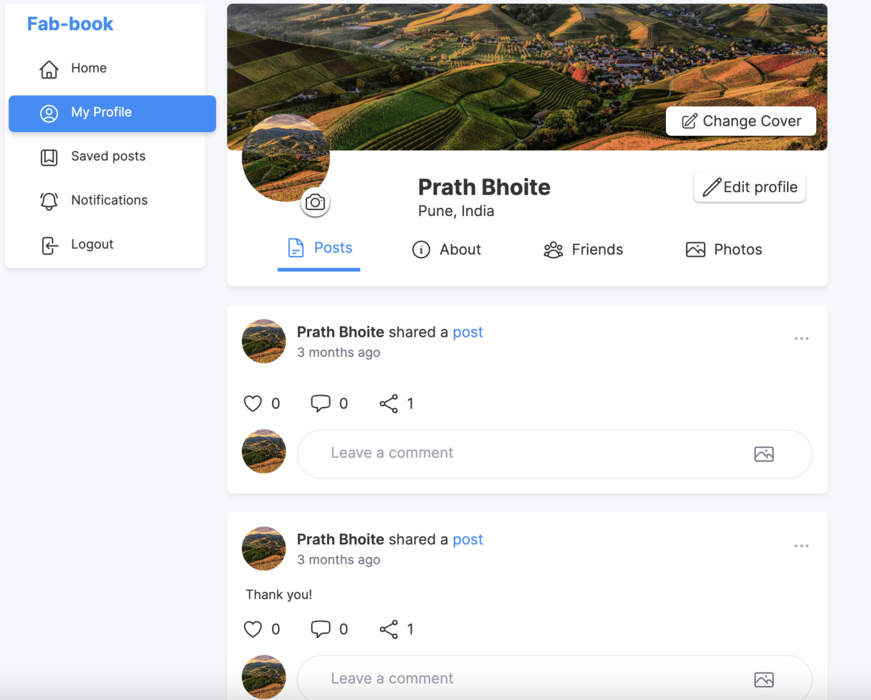 Fab-book
Home
My Profile
Saved posts
Notifications
Logout
Change Cover
Prath Bhoite
Pune, India
Edit profile
Posts
About
Friends
Photos
Prath Bhoite shared a post
3 months ago
0 0 1
Leave a comment
Prath Bhoite shared a post
3 months ago
Thank you!
0 0 1
Leave a comment